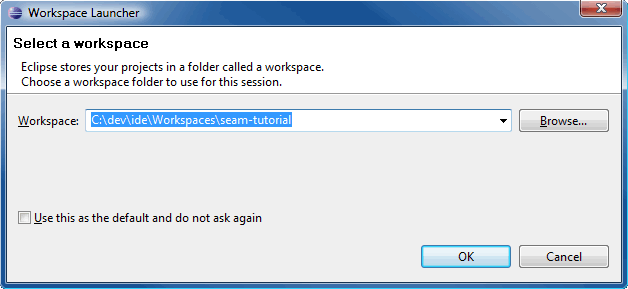 Workspace Launcher
Select a workspace
Eclipse stores your projects in a folder called a workspace.
Choose a workspace folder to use for this session.
Workspace: C:\dev\ide\Workspaces\seam-tutorial Browse...
Use this as the default and do not ask again
OK Cancel